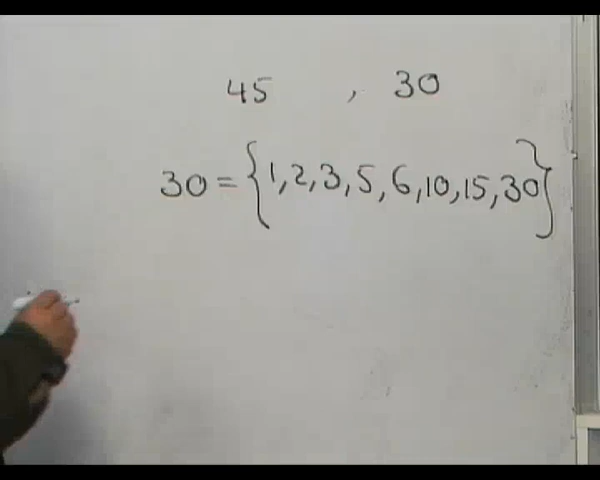 45 , 30
30 = {1,2,3,5,6,10,15,30}